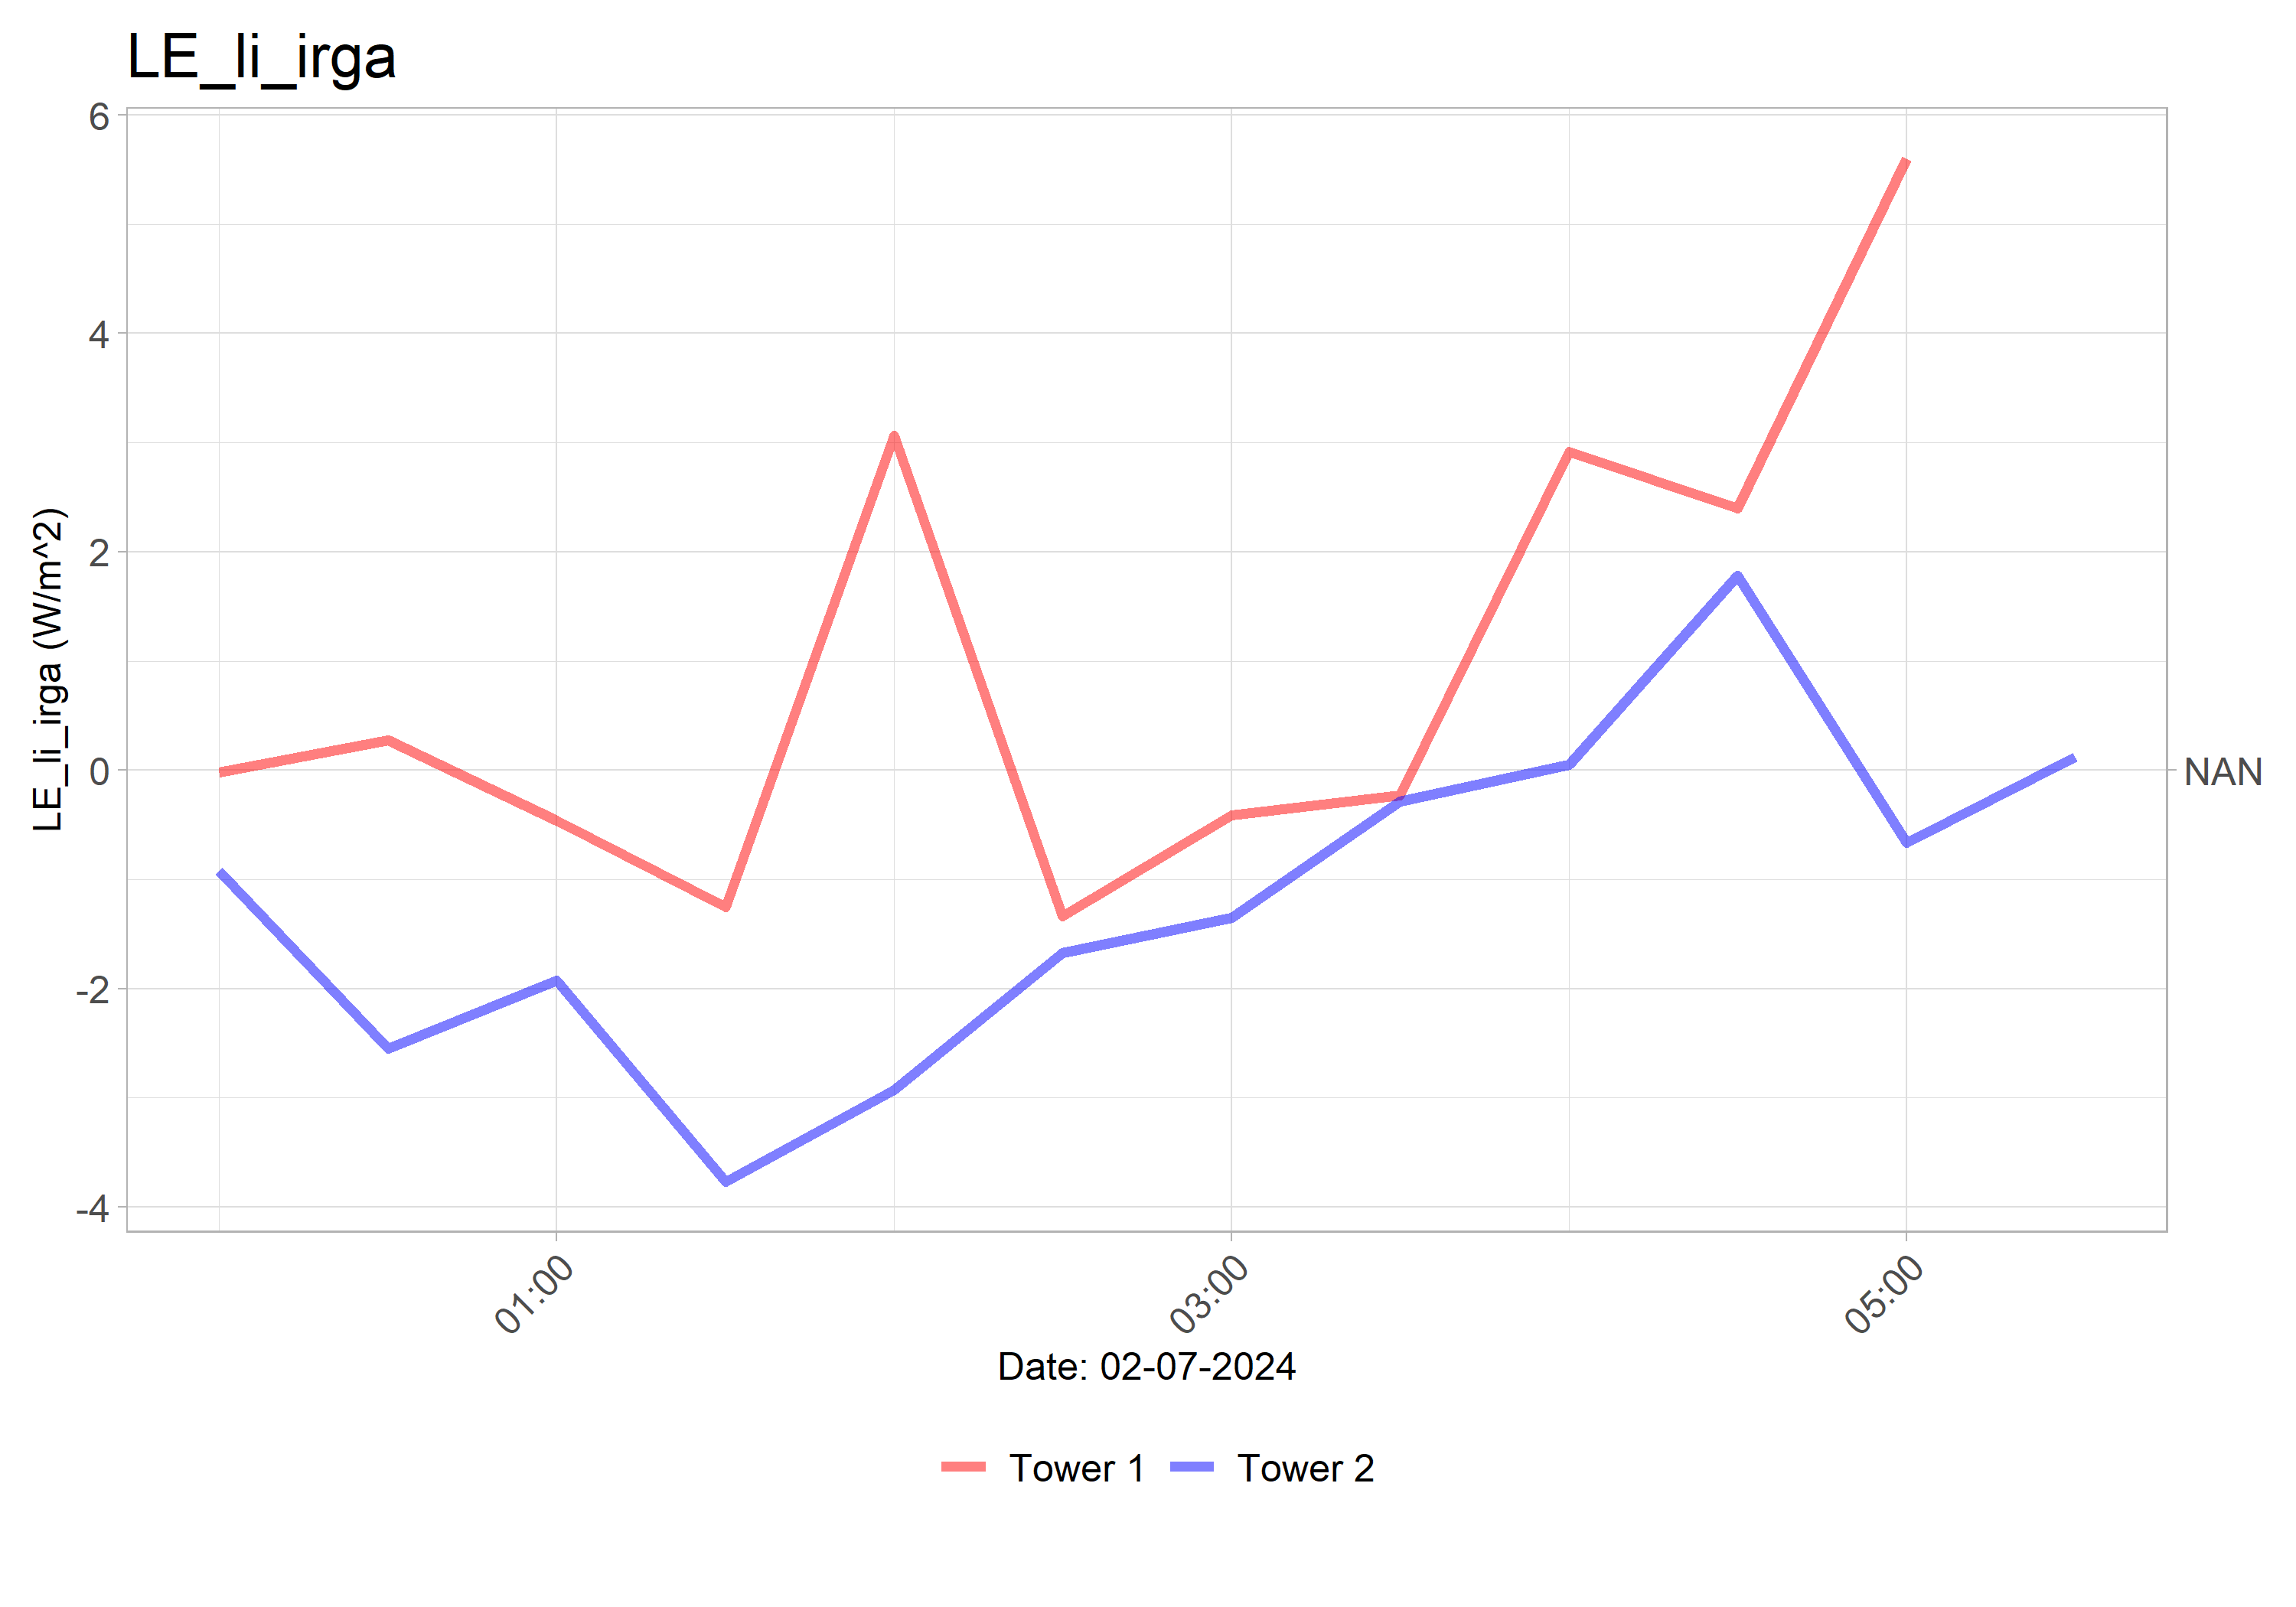 LE_li_irga
LE_li_irga (W/m^2)
6
4
2
0
-2
-4
NAN
01:00
03:00
05:00
Date: 02-07-2024
Tower 1
Tower 2